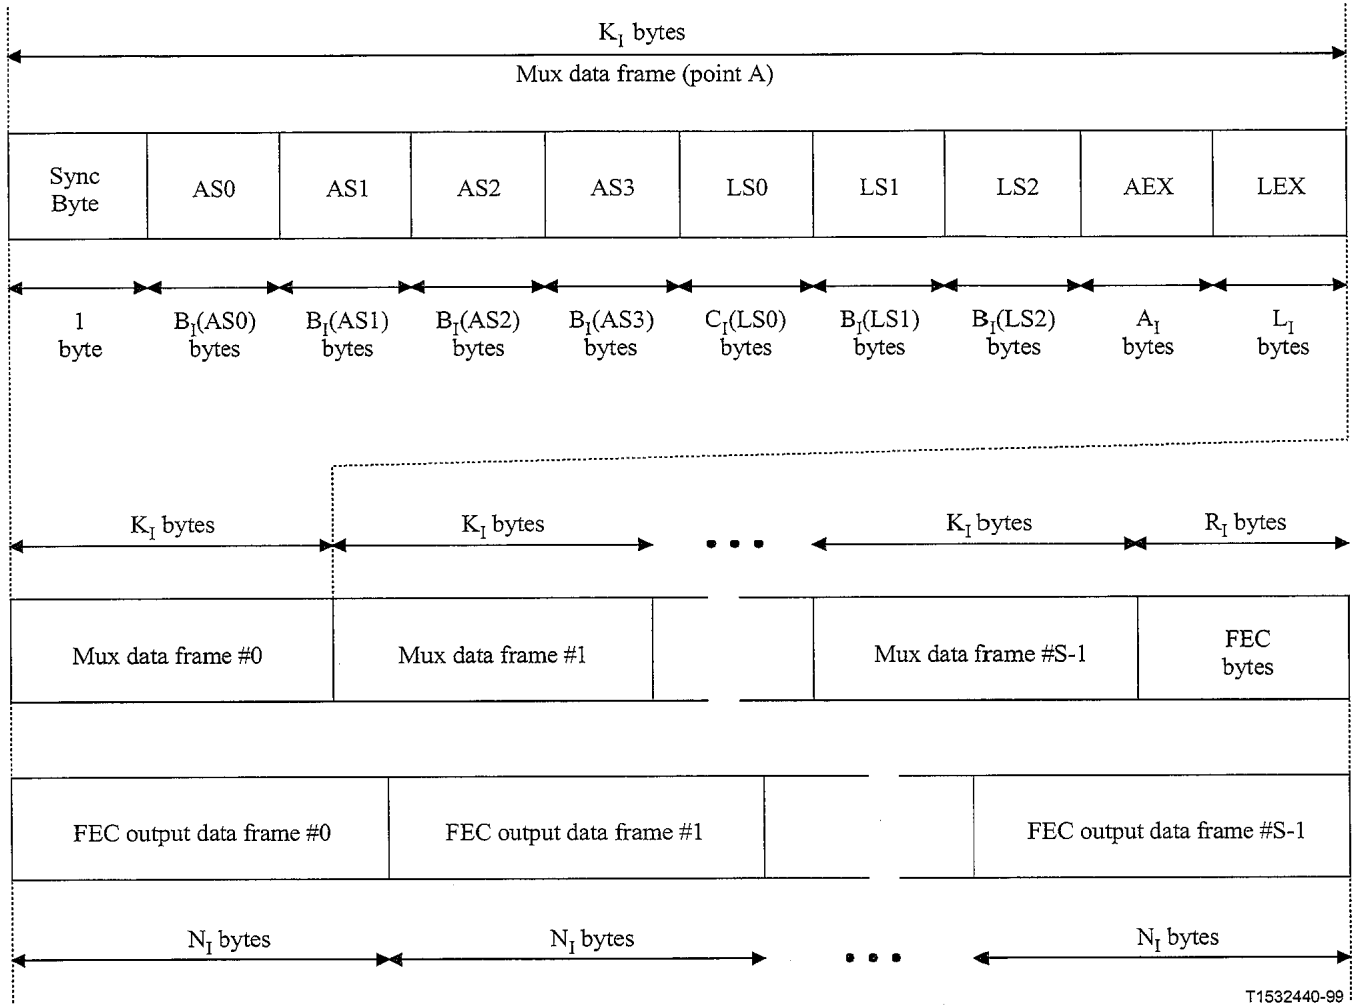 K_I bytes
Mux data frame (point A)
Sync Byte AS0 AS1 AS2 AS3 LS0 LS1 LS2 AEX LEX
1 byte B_I(AS0) bytes B_I(AS1) bytes B_I(AS2) bytes B_I(AS3) bytes C_I(LS0) bytes B_I(LS1) bytes B_I(LS2) bytes A_I bytes L_I bytes
K_I bytes K_I bytes • • • K_I bytes R_I bytes
Mux data frame #0 Mux data frame #1 Mux data frame #S-1 FEC bytes
FEC output data frame #0 FEC output data frame #1 FEC output data frame #S-1
N_I bytes N_I bytes • • • N_I bytes
T1532440-99